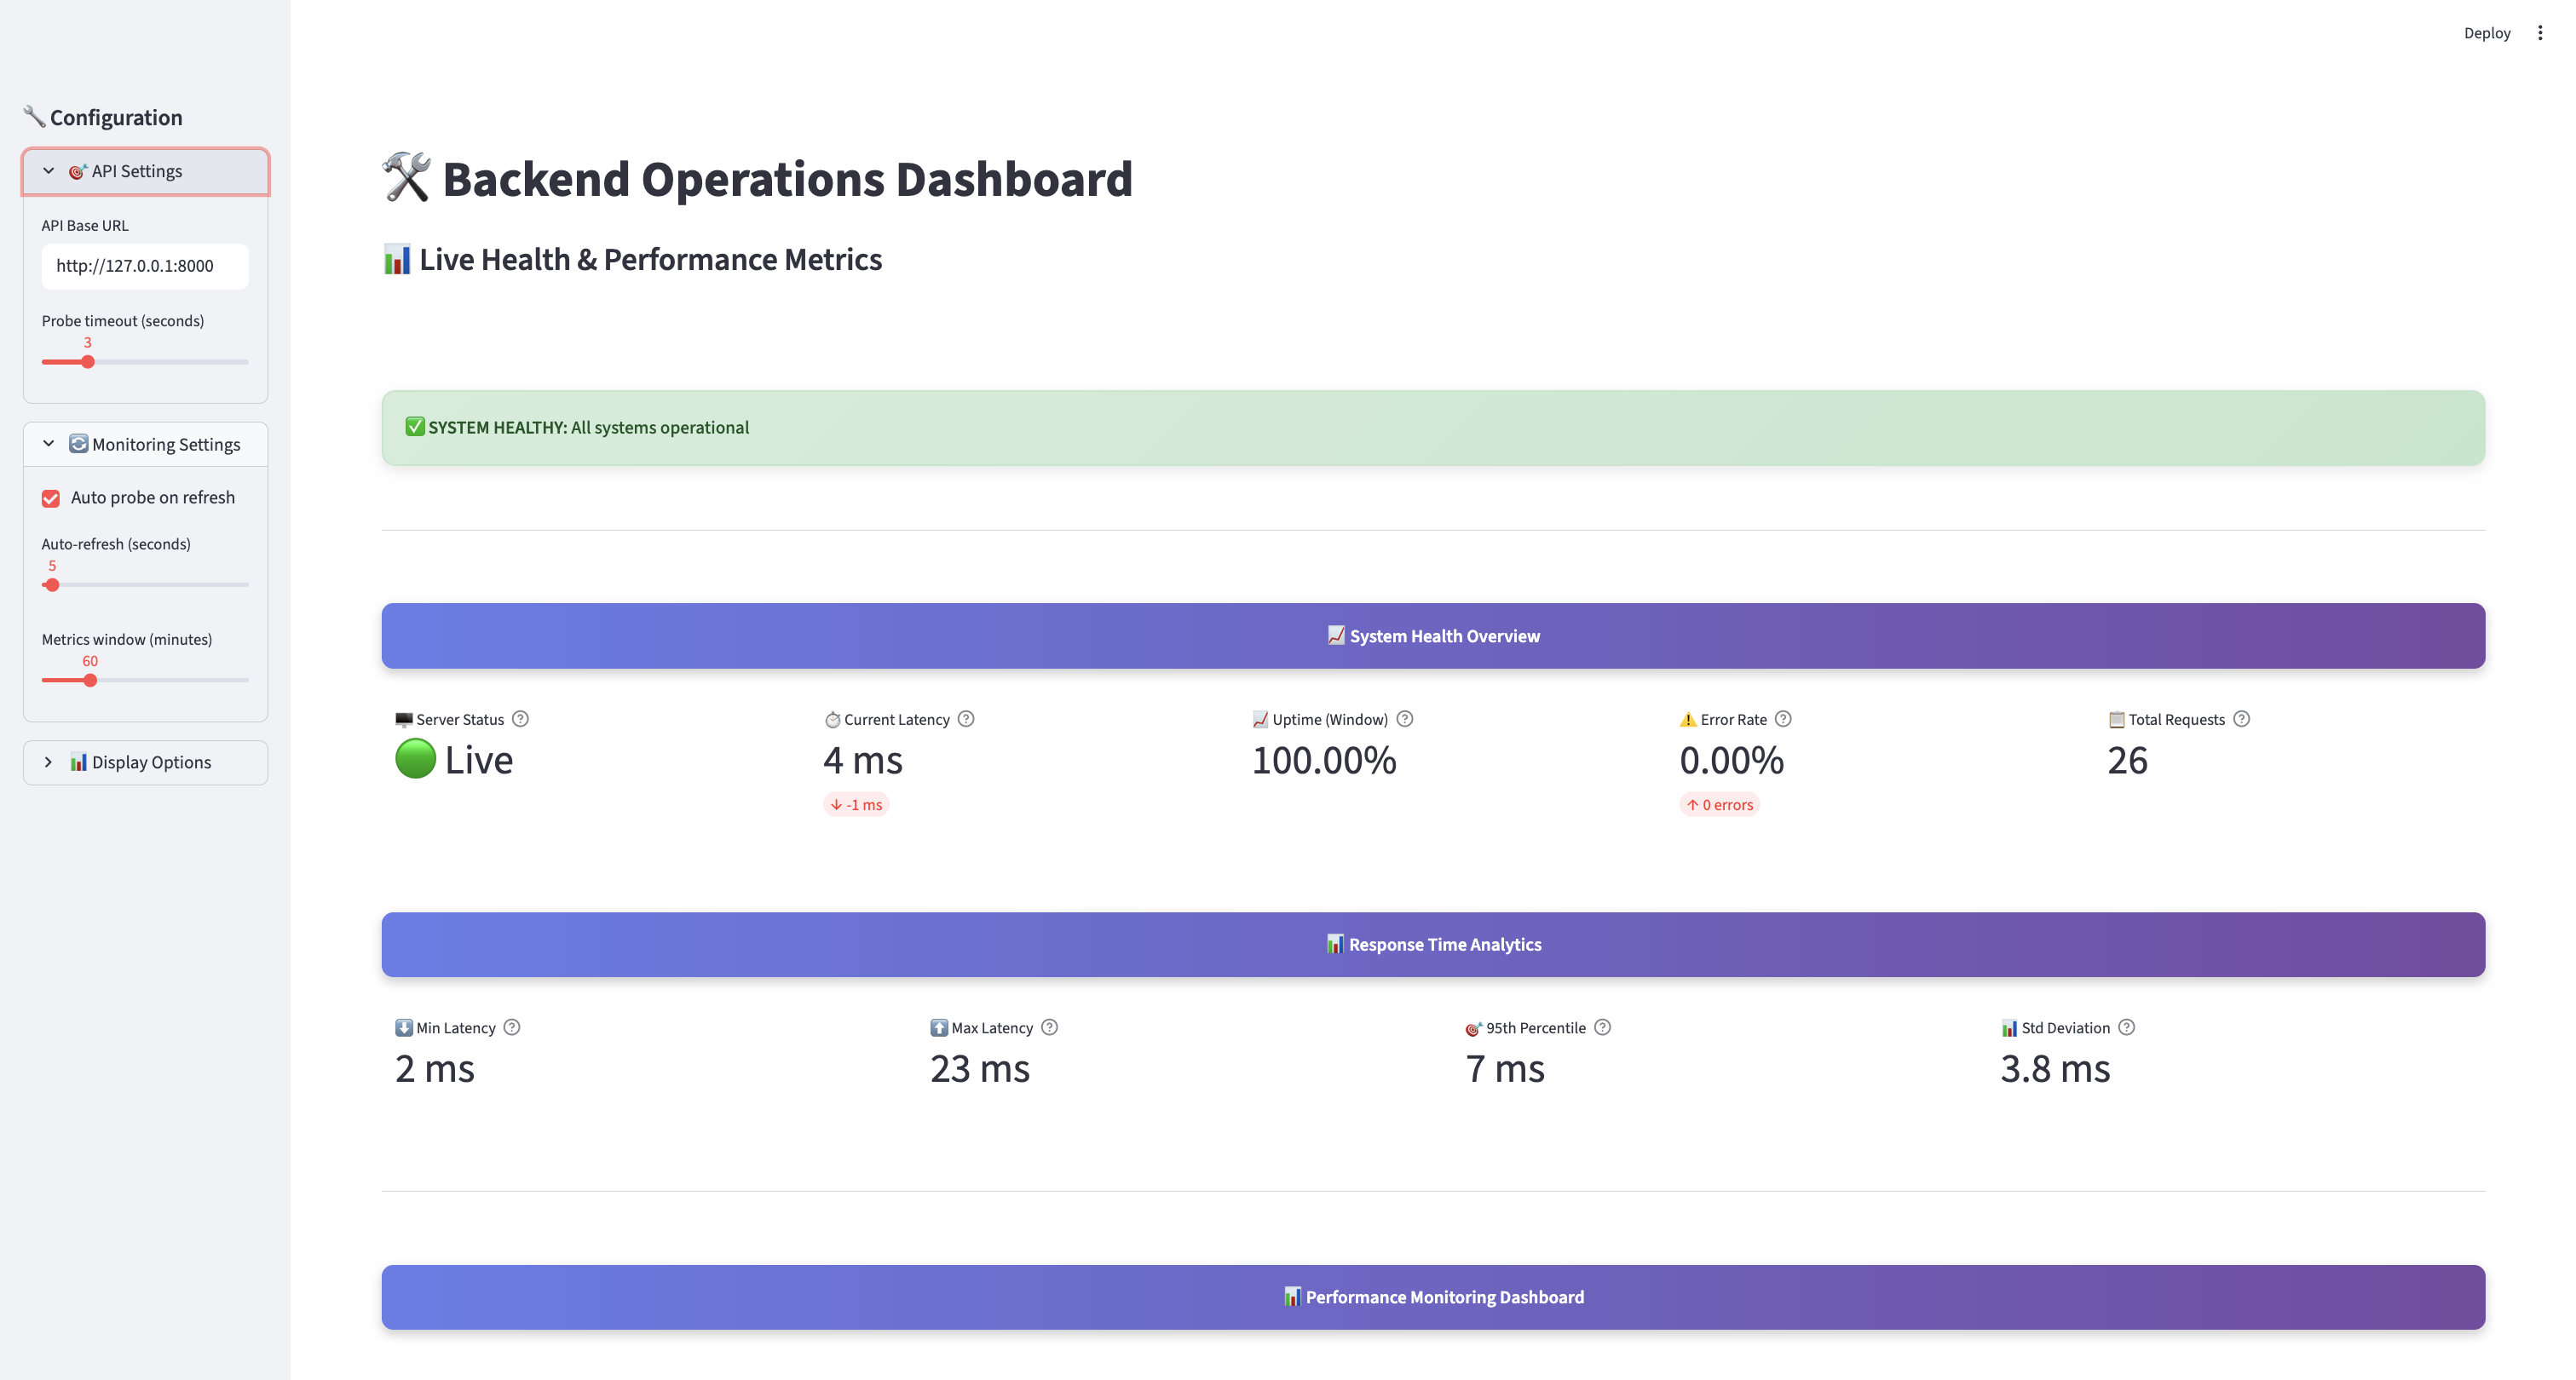 Deploy
🔧 Configuration
🎯 API Settings
API Base URL
http://127.0.0.1:8000
Probe timeout (seconds)
3
🔄 Monitoring Settings
Auto probe on refresh
Auto-refresh (seconds)
5
Metrics window (minutes)
60
📊 Display Options
🛠️ Backend Operations Dashboard
📊 Live Health & Performance Metrics
✅ SYSTEM HEALTHY: All systems operational
📈 System Health Overview
🖥️ Server Status
🟢 Live
⏱️ Current Latency
4 ms
↓ -1 ms
📈 Uptime (Window)
100.00%
⚠️ Error Rate
0.00%
↑ 0 errors
📋 Total Requests
26
📊 Response Time Analytics
⬇️ Min Latency
2 ms
⬆️ Max Latency
23 ms
🎯 95th Percentile
7 ms
📊 Std Deviation
3.8 ms
📊 Performance Monitoring Dashboard